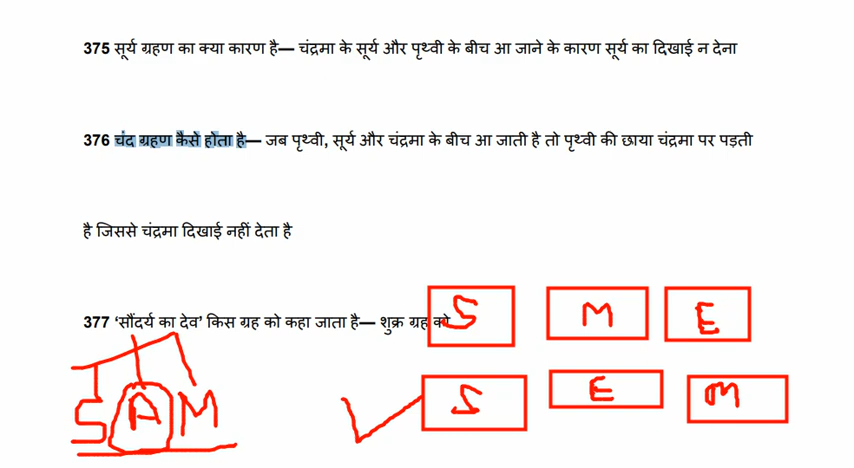 375 सूर्य ग्रहण का क्या कारण है— चंद्रमा के सूर्य और पृथ्वी के बीच आ जाने के कारण सूर्य का दिखाई न देना
376 चंद ग्रहण कैसे होता है— जब पृथ्वी, सूर्य और चंद्रमा के बीच आ जाती है तो पृथ्वी की छाया चंद्रमा पर पड़ती
है जिससे चंद्रमा दिखाई नहीं देता है
377 ‘सौंदर्य का देव’ किस ग्रह को कहा जाता है— शुक्र ग्रह को
S M E
S A M
S E M